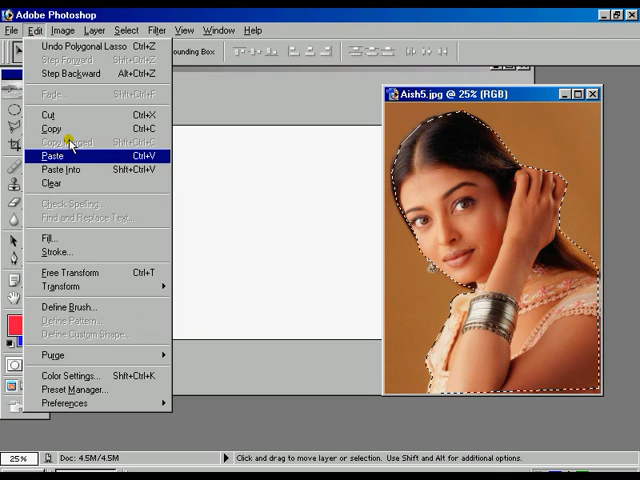 Adobe Photoshop
File Edit Image Layer Select Filter View Window Help
Undo Polygonal Lasso Ctrl+Z
Step Forward Shft+Ctrl+Z
Step Backward Alt+Ctrl+Z
Fade... Shft+Ctrl+F
Cut Ctrl+X
Copy Ctrl+C
Copy Merged Shft+Ctrl+C
Paste Ctrl+V
Paste Into Shft+Ctrl+V
Clear
Check Spelling...
Find and Replace Text...
Fill...
Stroke...
Free Transform Ctrl+T
Transform
Define Brush...
Define Pattern...
Define Custom Shape...
Purge
Color Settings... Shft+Ctrl+K
Preset Manager...
Preferences
ounding Box
Aish5.jpg @ 25% (RGB)
25% Doc: 4.5M/4.5M Click and drag to move layer or selection. Use Shift and Alt for additional options.